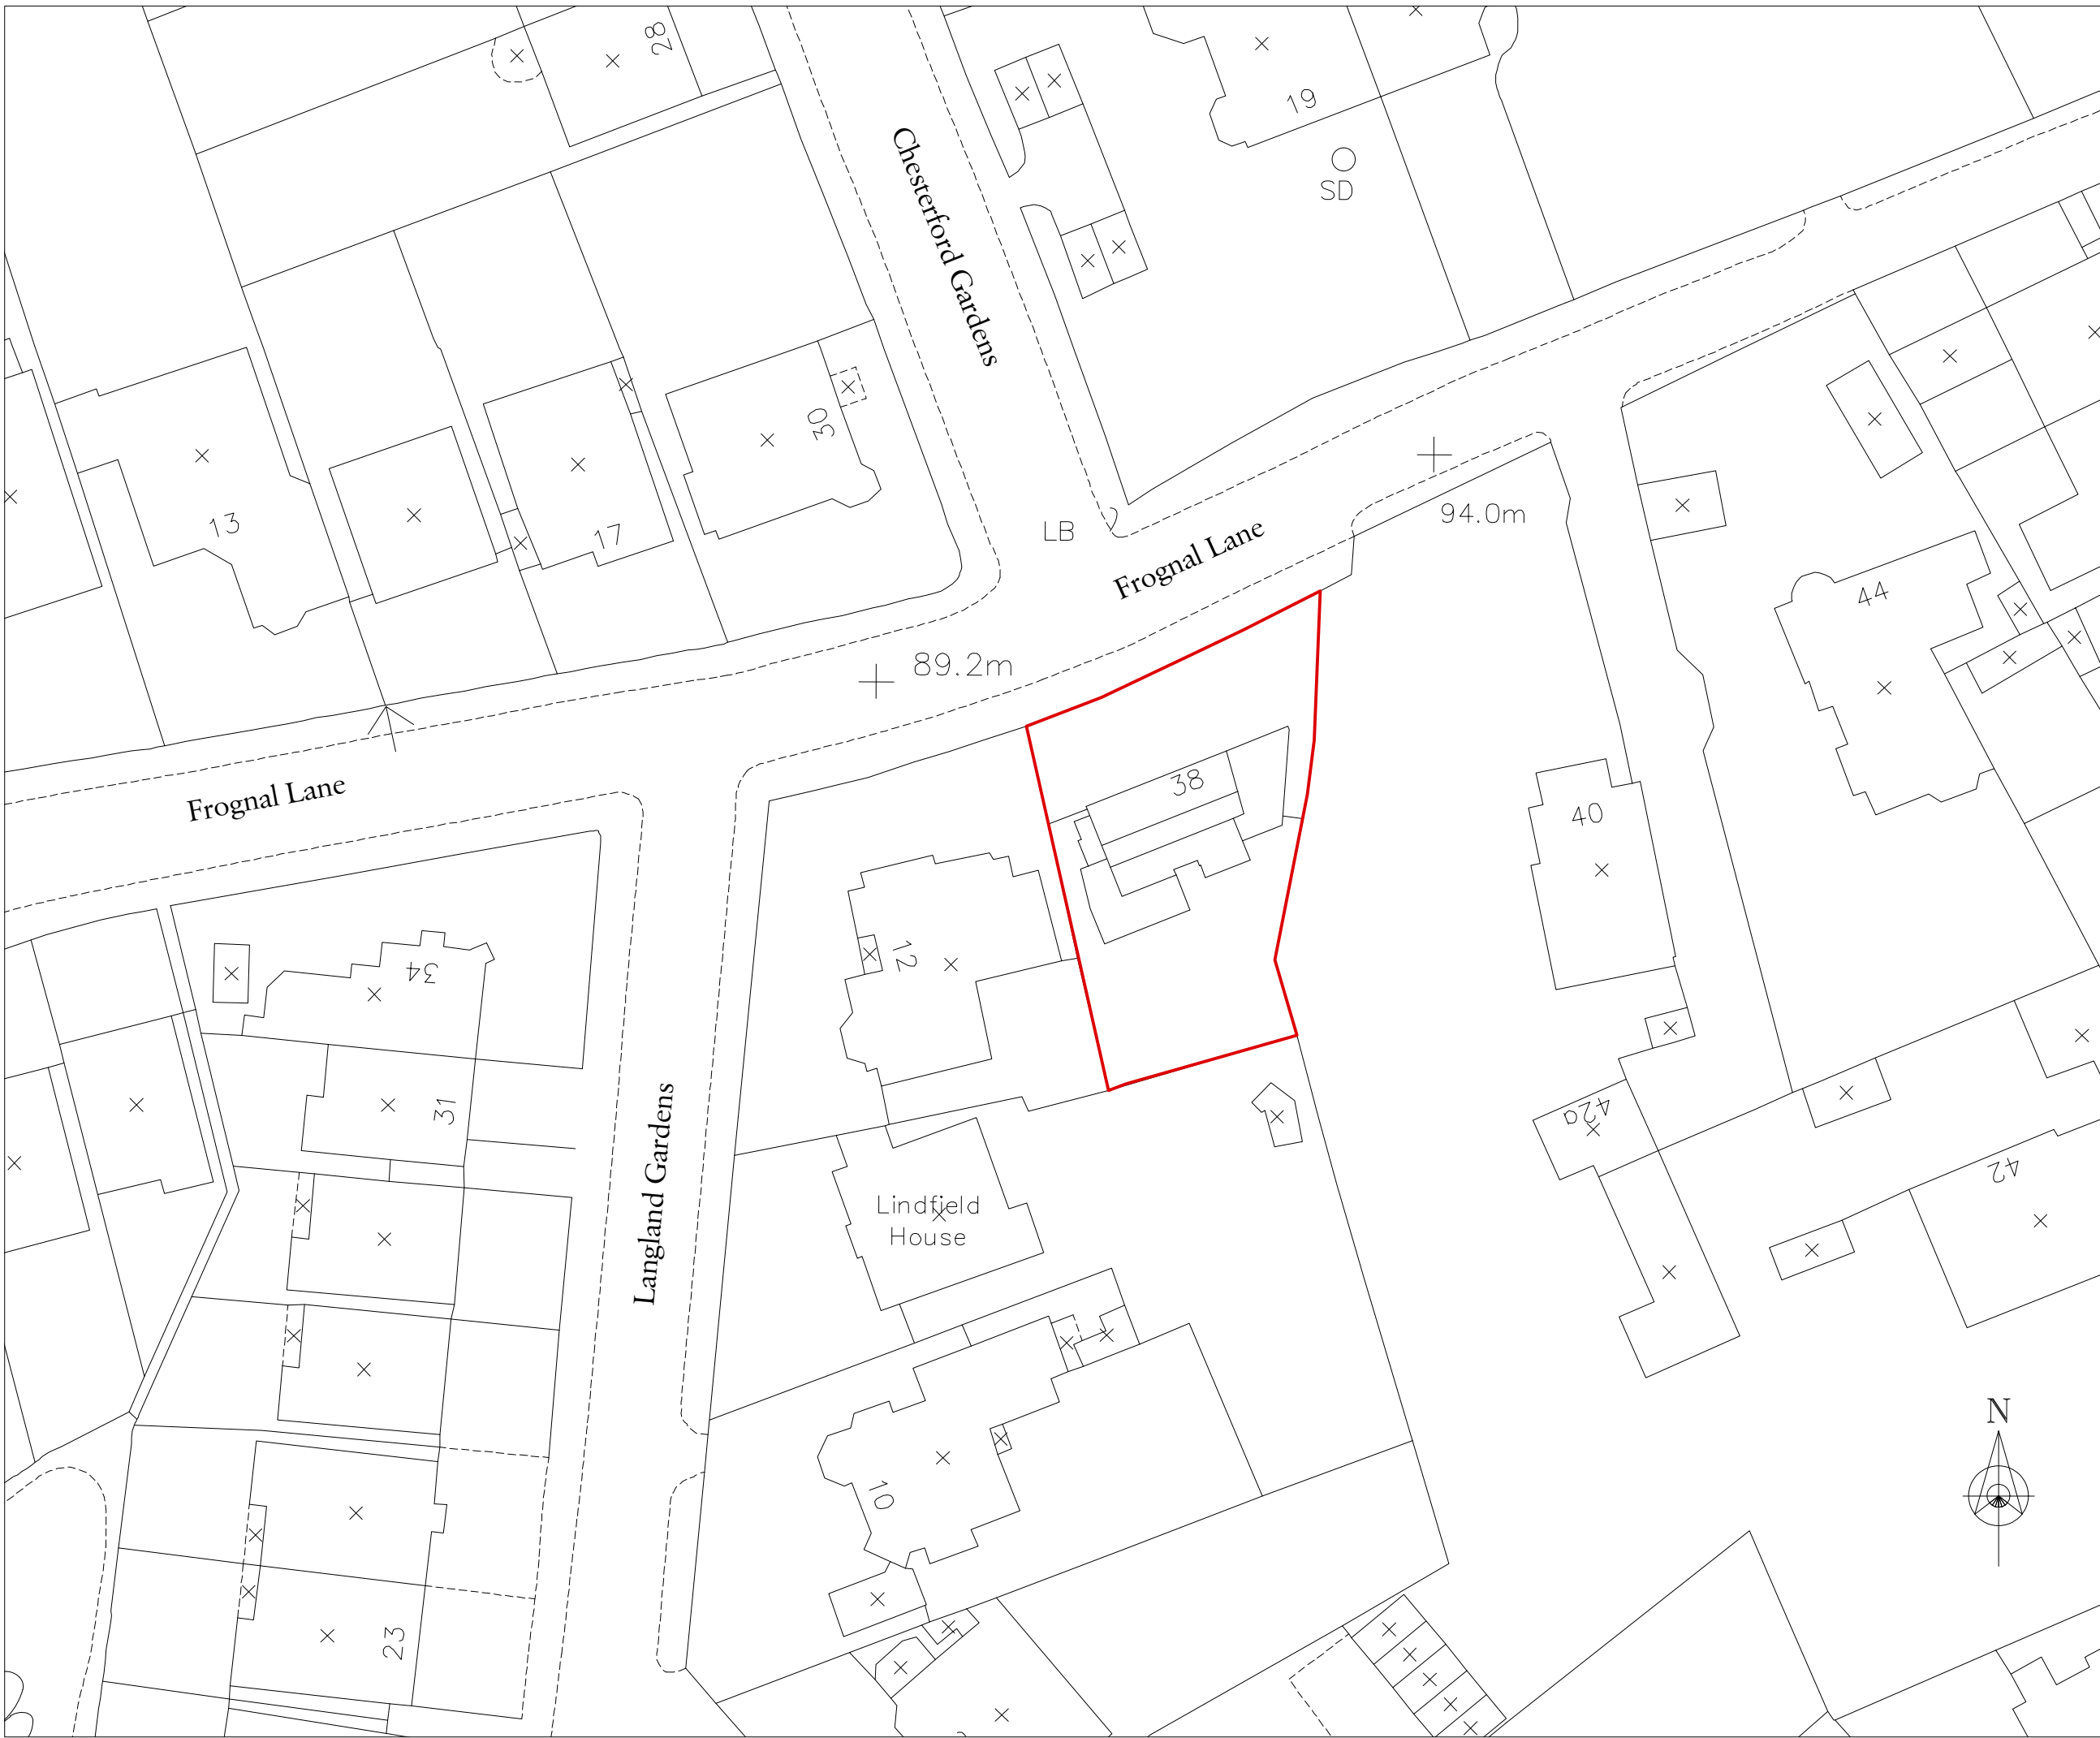 28
19
SD
Chesterford Gardens
30
13
17
LB
94.0m
Frognal Lane
44
89.2m
38
Frognal Lane
40
12
34
31
42a
42
Langland Gardens
Lindfield
House
N
10
23